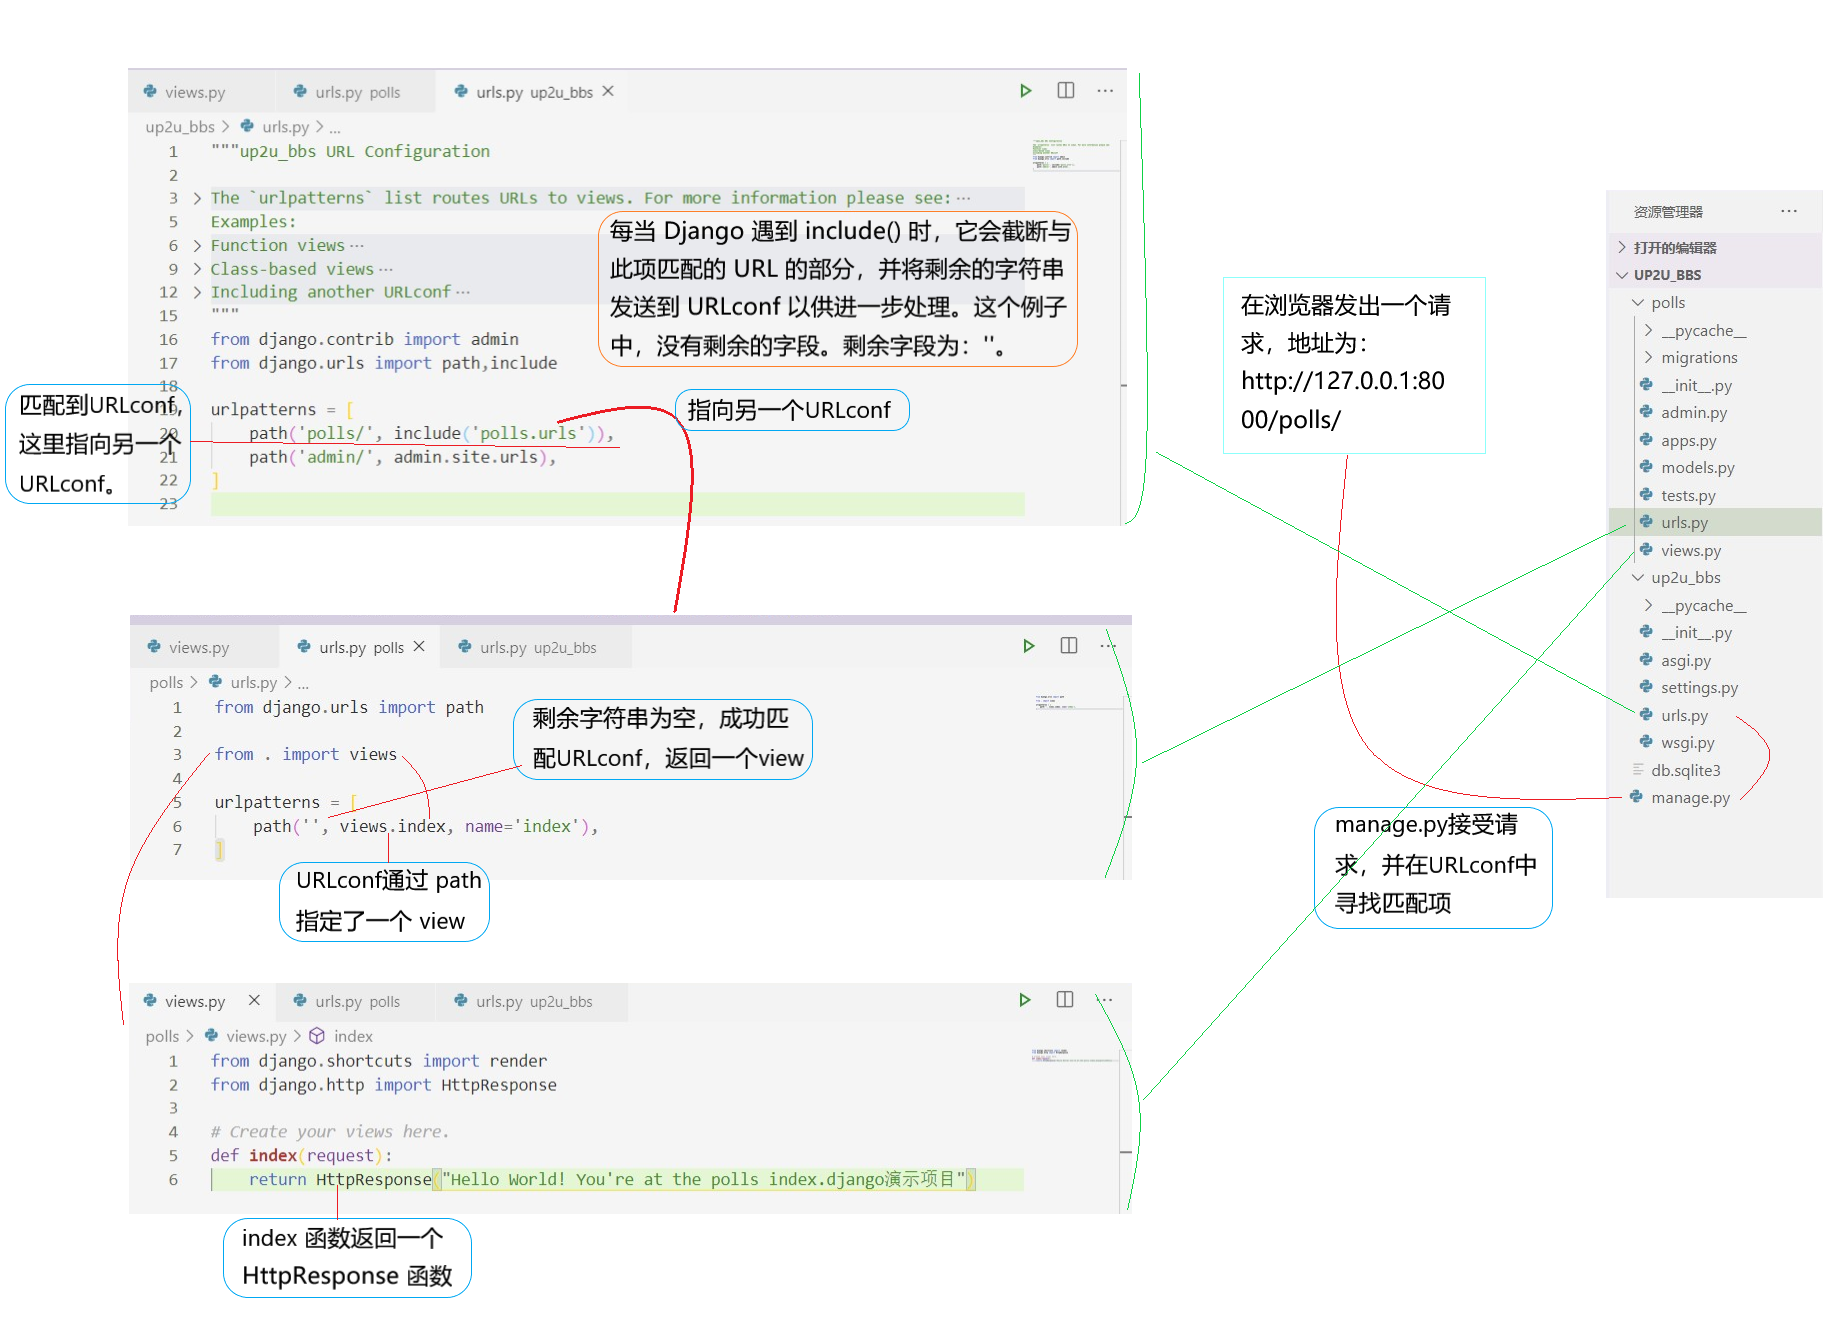 views.py urls.py polls urls.py up2u_bbs
up2u_bbs > urls.py > ...
1 """up2u_bbs URL Configuration
2
3 The `urlpatterns` list routes URLs to views. For more information please see:...
5 Examples:
6 Function views...
9 Class-based views...
12 Including another URLconf...
15 """
16 from django.contrib import admin
17 from django.urls import path,include
18
19 urlpatterns = [
20 path('polls/', include('polls.urls')),
21 path('admin/', admin.site.urls),
22 ]
23
每当 Django 遇到 include() 时，它会截断与
此项匹配的 URL 的部分，并将剩余的字符串
发送到 URLconf 以供进一步处理。这个例子
中，没有剩余的字段。剩余字段为：''。
匹配到URLconf,
这里指向另一个
URLconf。
指向另一个URLconf
views.py urls.py polls urls.py up2u_bbs
polls > urls.py > ...
1 from django.urls import path
2
3 from . import views
4
5 urlpatterns = [
6 path('', views.index, name='index'),
7 ]
剩余字符串为空，成功匹
配URLconf，返回一个view
URLconf通过 path
指定了一个 view
views.py urls.py polls urls.py up2u_bbs
polls > views.py > index
1 from django.shortcuts import render
2 from django.http import HttpResponse
3
4 # Create your views here.
5 def index(request):
6 return HttpResponse("Hello World! You're at the polls index.django演示项目")
index 函数返回一个
HttpResponse 函数
在浏览器发出一个请
求，地址为：
http://127.0.0.1:80
00/polls/
manage.py接受请
求，并在URLconf中
寻找匹配项
资源管理器
打开的编辑器
UP2U_BBS
polls
__pycache__
migrations
__init__.py
admin.py
apps.py
models.py
tests.py
urls.py
views.py
up2u_bbs
__pycache__
__init__.py
asgi.py
settings.py
urls.py
wsgi.py
db.sqlite3
manage.py